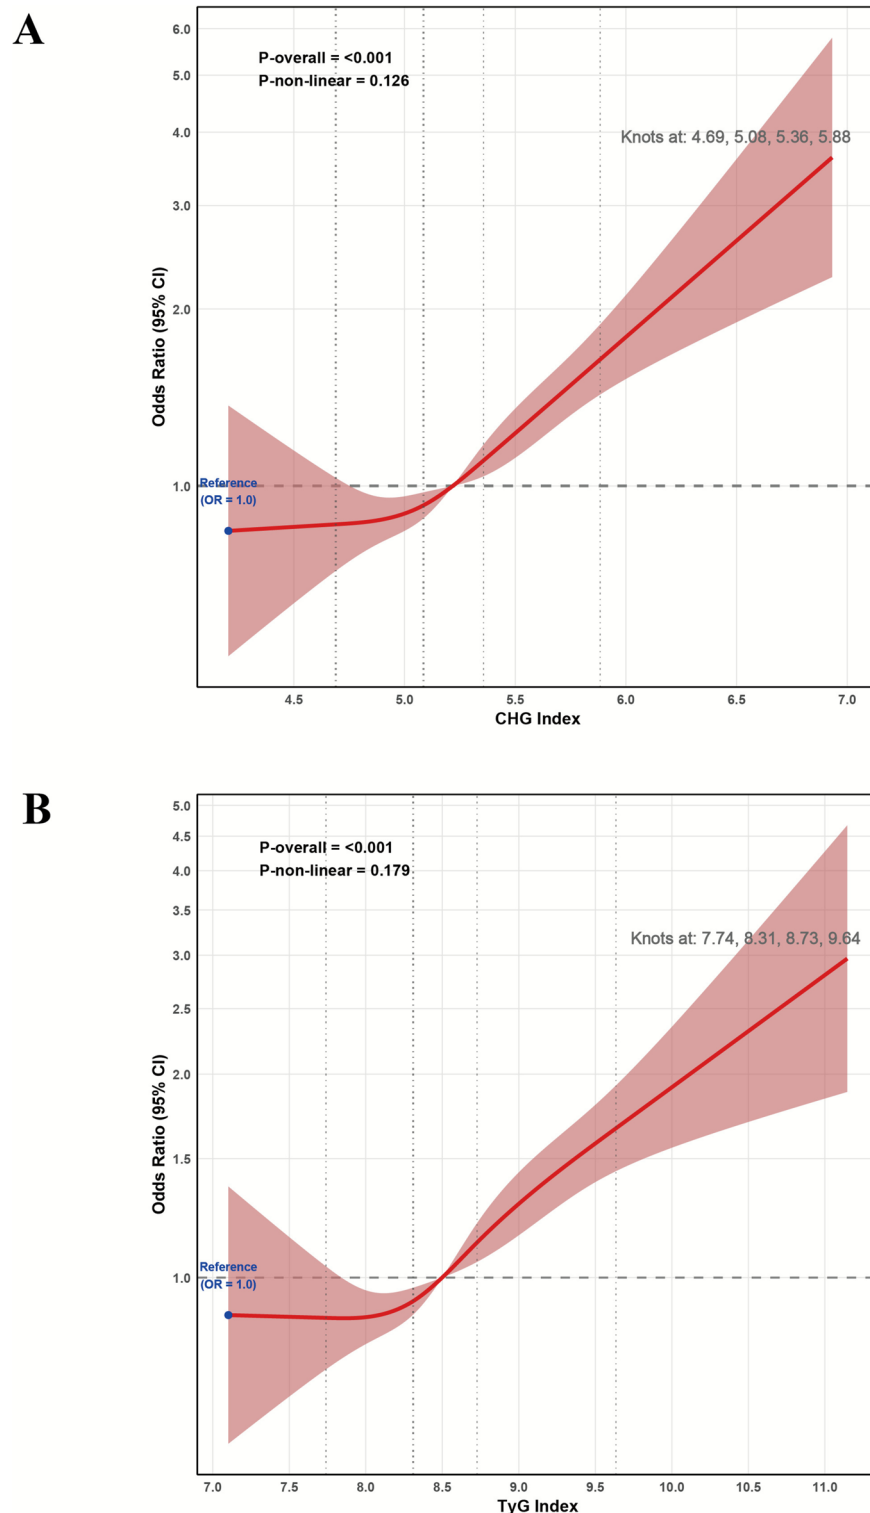 A
6.0
P-overall = <0.001
5.0
P-non-linear = 0.126
4.0
Knots at: 4.69, 5.08, 5.36, 5.88
3.0
Odds Ratio (95% CI)
2.0
Reference
1.0
(OR = 1.0)
4.5 5.0 5.5 6.0 6.5 7.0
CHG Index
B
5.0
4.5
P-overall = <0.001
4.0
P-non-linear = 0.179
3.5
Knots at: 7.74, 8.31, 8.73, 9.64
3.0
2.5
Odds Ratio (95% CI)
2.0
1.5
Reference
1.0
(OR = 1.0)
7.0 7.5 8.0 8.5 9.0 9.5 10.0 10.5 11.0
TyG Index